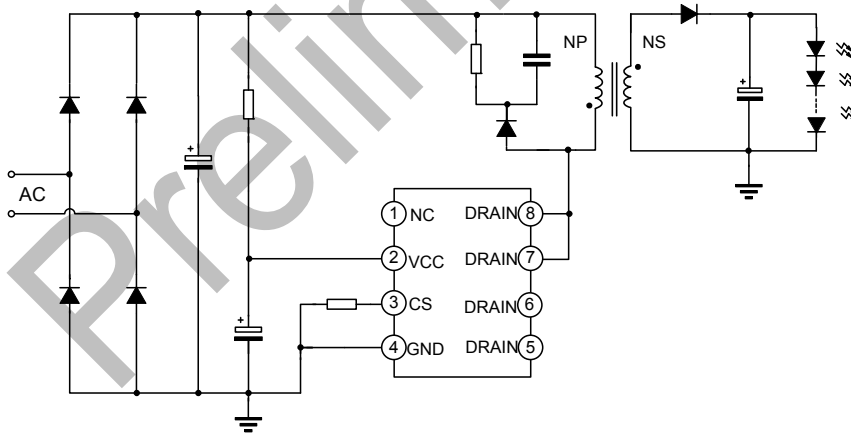 Prelim
NP
NS
+
+
AC
1 NC
DRAIN 8
2 VCC
DRAIN 7
3 CS
DRAIN 6
+
4 GND
DRAIN 5